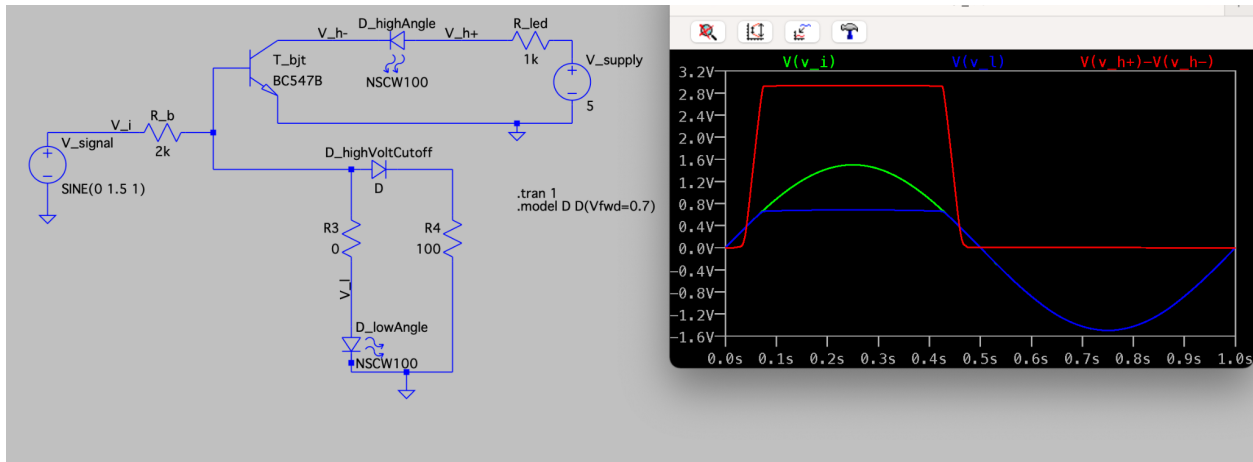 D_highAngle
R_led
V_h-
V_h+
T_bjt
BC547B
NSCW100
1k
V_supply
5
V_i
R_b
2k
V_signal
SINE(0 1.5 1)
D_highVoltCutoff
D
.tran 1
.model D D(Vfwd=0.7)
R3
0
R4
100
V_l
D_lowAngle
NSCW100
V(v_i)
V(v_l)
V(v_h+)-V(v_h-)
3.2V
2.8V
2.4V
2.0V
1.6V
1.2V
0.8V
0.4V
0.0V
-0.4V
-0.8V
-1.2V
-1.6V
0.0s 0.1s 0.2s 0.3s 0.4s 0.5s 0.6s 0.7s 0.8s 0.9s 1.0s